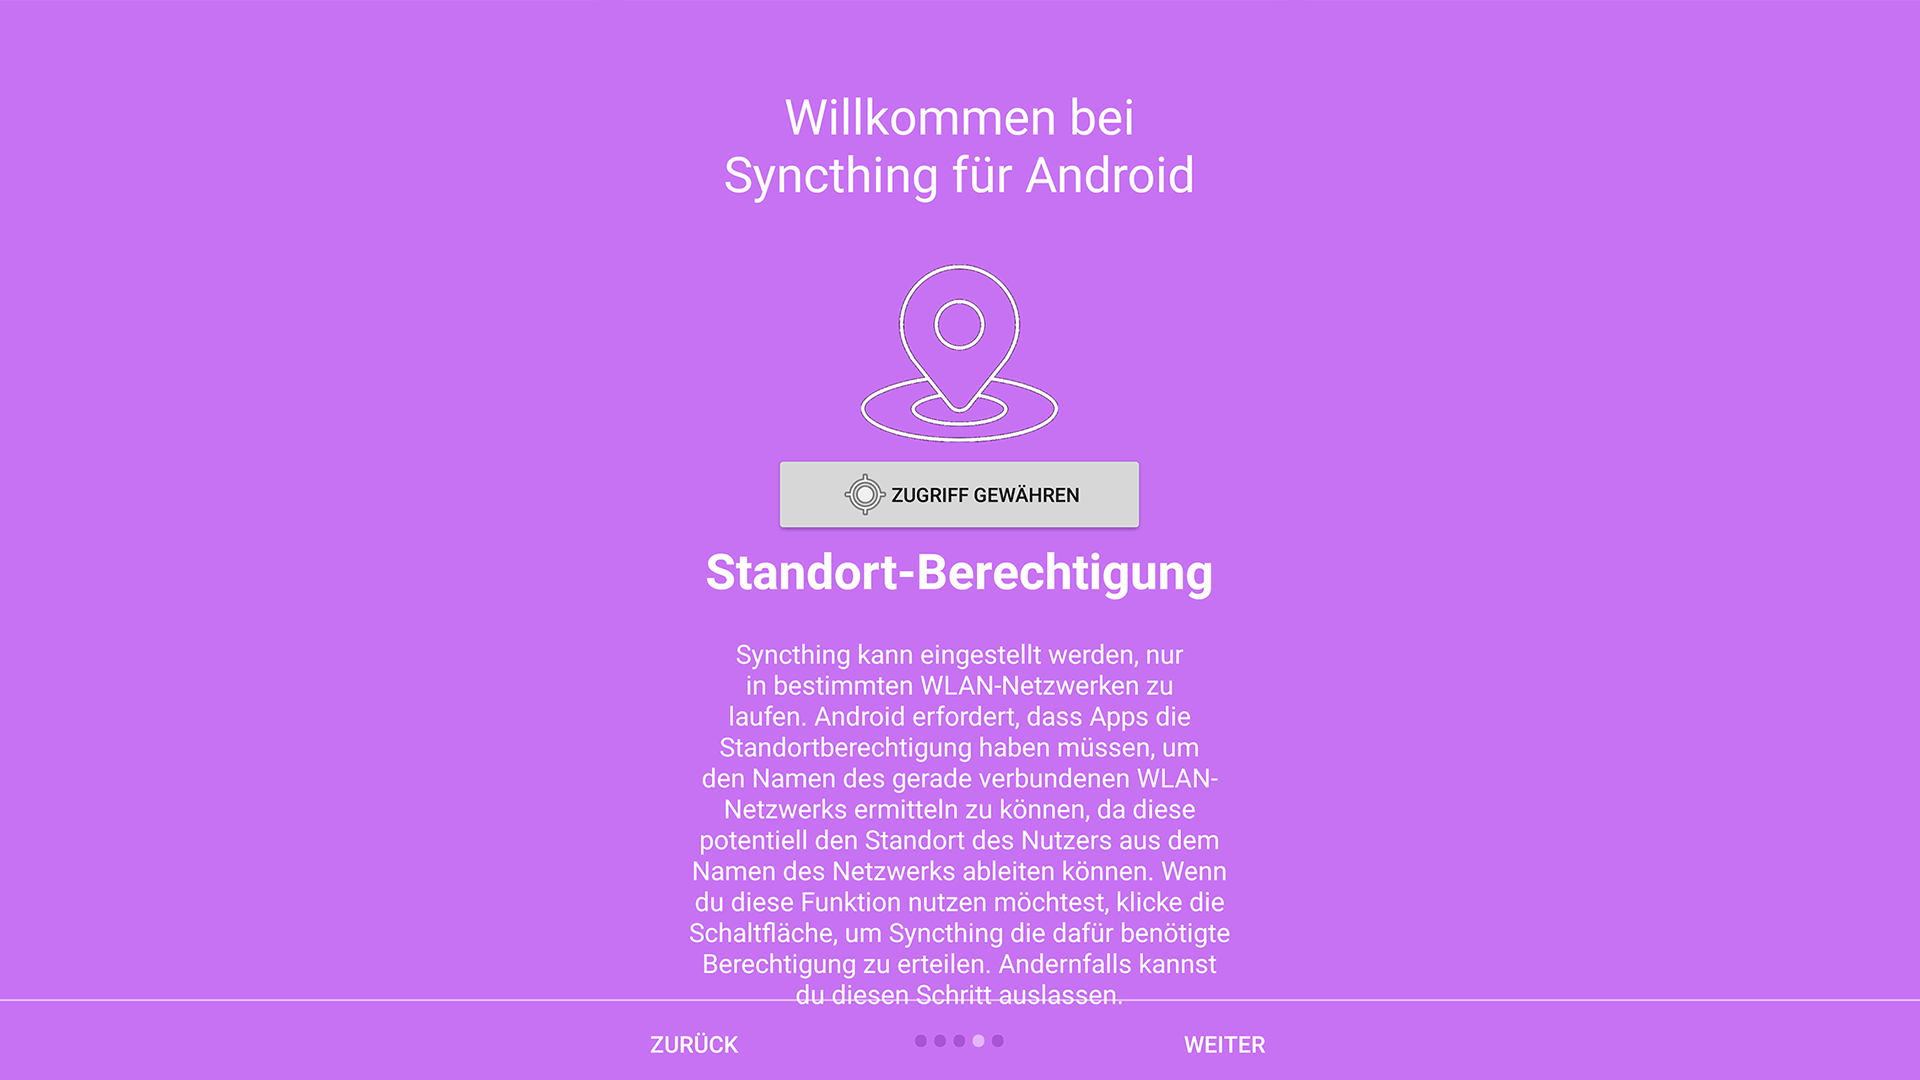 Willkommen bei
Syncthing für Android
ZUGRIFF GEWÄHREN
Standort-Berechtigung
Syncthing kann eingestellt werden, nur
in bestimmten WLAN-Netzwerken zu
laufen. Android erfordert, dass Apps die
Standortberechtigung haben müssen, um
den Namen des gerade verbundenen WLAN-
Netzwerks ermitteln zu können, da diese
potentiell den Standort des Nutzers aus dem
Namen des Netzwerks ableiten können. Wenn
du diese Funktion nutzen möchtest, klicke die
Schaltfläche, um Syncthing die dafür benötigte
Berechtigung zu erteilen. Andernfalls kannst
du diesen Schritt auslassen.
ZURÜCK
WEITER